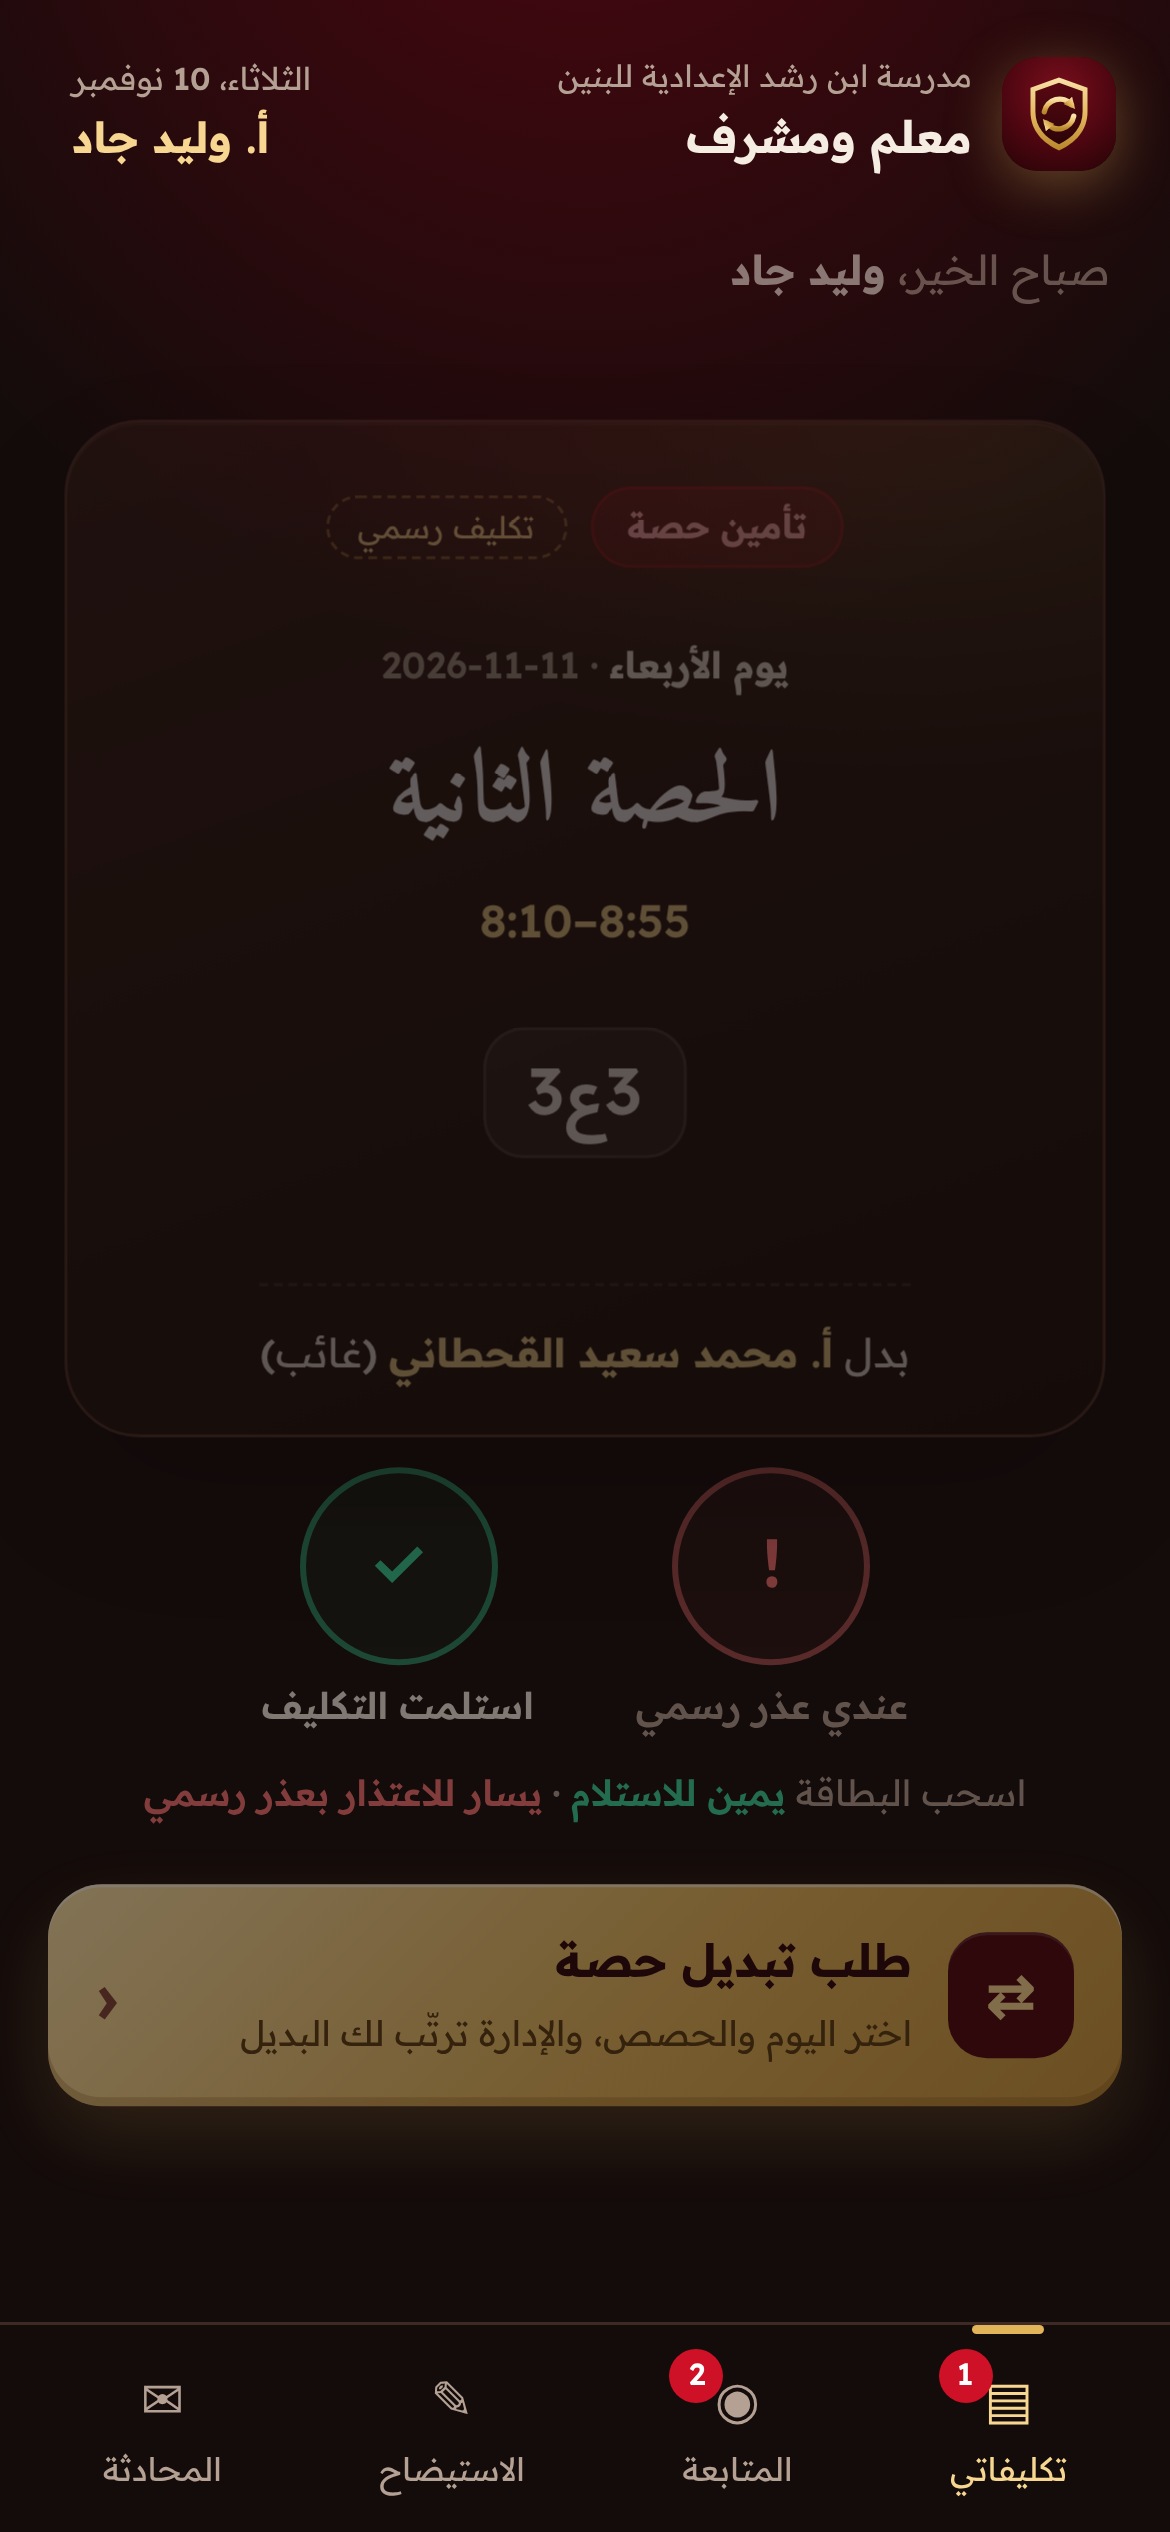 مدرسة ابن رشد الإعدادية للبنين
معلم ومشرف
الثلاثاء، 10 نوفمبر
أ. وليد جاد
صباح الخير، وليد جاد
تأمين حصة
تكليف رسمي
يوم الأربعاء · 2026-11-11
الحصة الثانية
8:10–8:55
3ع3
بدل أ. محمد سعيد القحطاني (غائب)
!
✓
عندي عذر رسمي
استلمت التكليف
اسحب البطاقة يمين للاستلام · يسار للاعتذار بعذر رسمي
طلب تبديل حصة
اختر اليوم والحصص، والإدارة ترتّب لك البديل
1
2
تكليفاتي
المتابعة
الاستيضاح
المحادثة